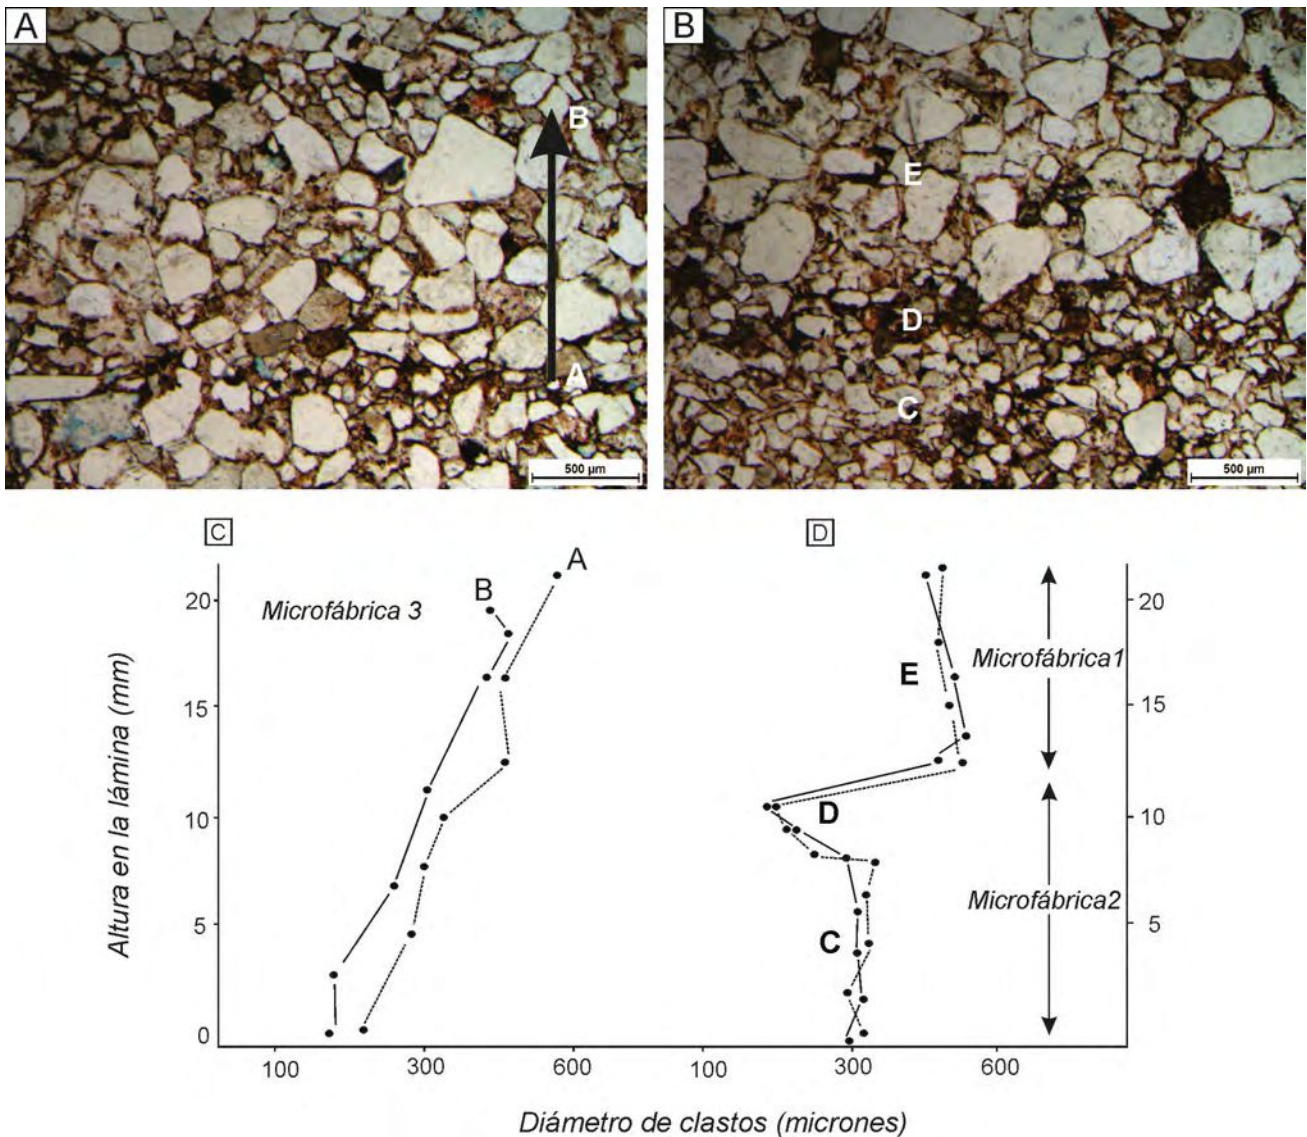 A
B
B
A
500 µm
E
D
C
500 µm
C
D
Microfábrica 3
B
A
Altura en la lámina (mm)
20
15
10
5
0
100
300
600
E
D
C
Microfábrica1
Microfábrica2
20
15
10
5
100
300
600
Diámetro de clastos (micrones)